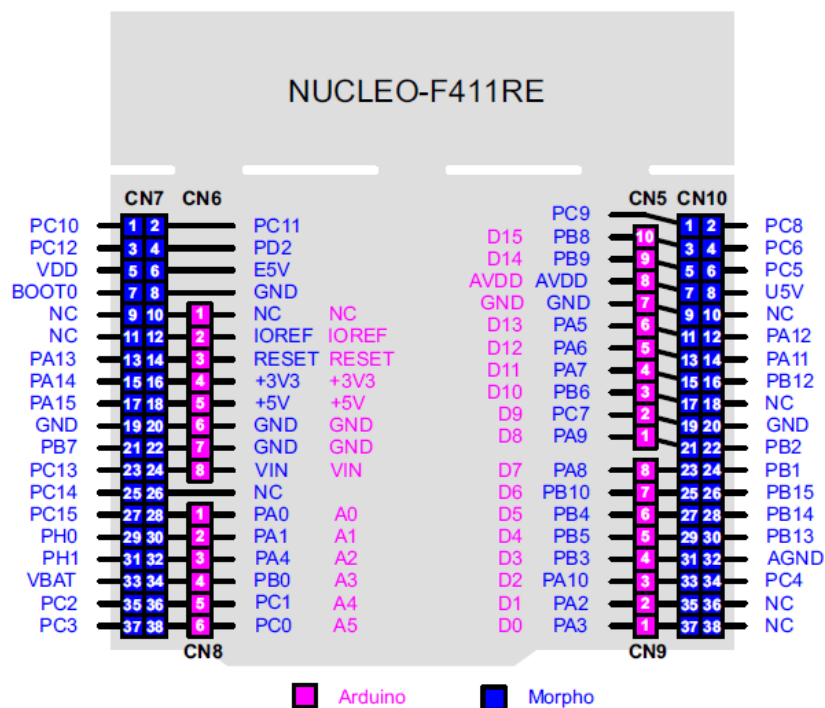 NUCLEO-F411RE
CN7 CN6 CN5 CN10
PC9
PC10 1 2 PC11 1 2 PC8
D15 PB8 10
PC12 3 4 PD2 3 4 PC6
D14 PB9 9
VDD 5 6 E5V 5 6 PC5
AVDD AVDD 8
BOOT0 7 8 GND 7 8 U5V
GND GND 7
NC 9 10 1 NC NC 9 10 NC
D13 PA5 6
NC 11 12 2 IOREF IOREF 11 12 PA12
D12 PA6 5
PA13 13 14 3 RESET RESET 13 14 PA11
D11 PA7 4
PA14 15 16 4 +3V3 +3V3 15 16 PB12
D10 PB6 3
PA15 17 18 5 +5V +5V 17 18 NC
D9 PC7 2
GND 19 20 6 GND GND 19 20 GND
D8 PA9 1
PB7 21 22 7 GND GND 21 22 PB2
PC13 23 24 8 VIN VIN D7 PA8 8 23 24 PB1
PC14 25 26 NC D6 PB10 7 25 26 PB15
PC15 27 28 1 PA0 A0 D5 PB4 6 27 28 PB14
PH0 29 30 2 PA1 A1 D4 PB5 5 29 30 PB13
PH1 31 32 3 PA4 A2 D3 PB3 4 31 32 AGND
VBAT 33 34 4 PB0 A3 D2 PA10 3 33 34 PC4
PC2 35 36 5 PC1 A4 D1 PA2 2 35 36 NC
PC3 37 38 6 PC0 A5 D0 PA3 1 37 38 NC
CN8 CN9
Arduino Morpho